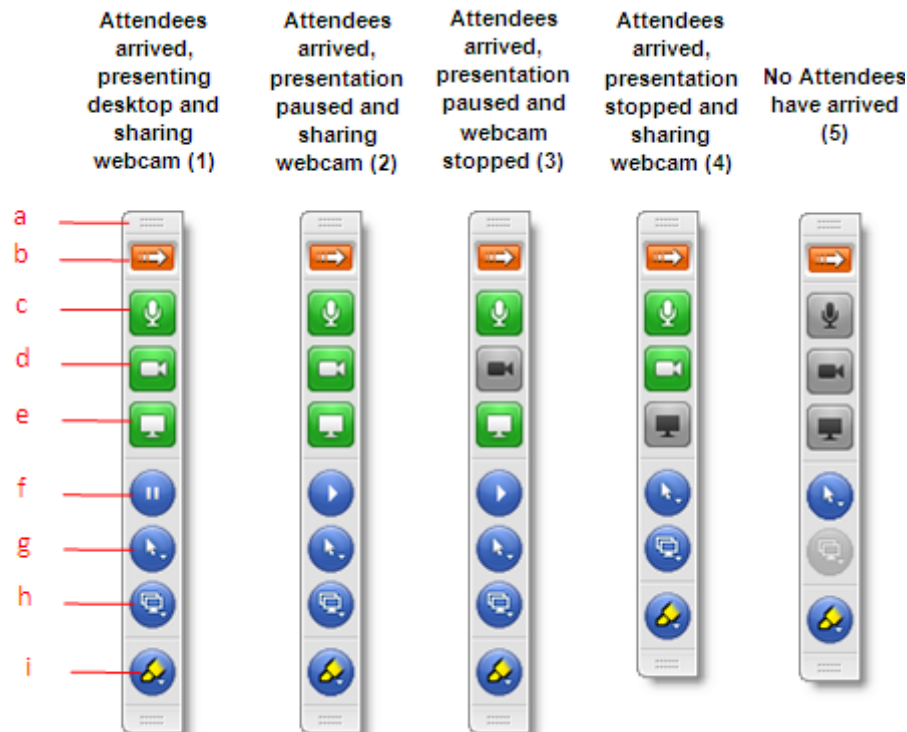 Attendees
arrived,
presenting
desktop and
sharing
webcam (1)
Attendees
arrived,
presentation
paused and
sharing
webcam (2)
Attendees
arrived,
presentation
paused and
webcam
stopped (3)
Attendees
arrived,
presentation
stopped and
sharing
webcam (4)
No Attendees
have arrived
(5)
a
b
c
d
e
f
g
h
i